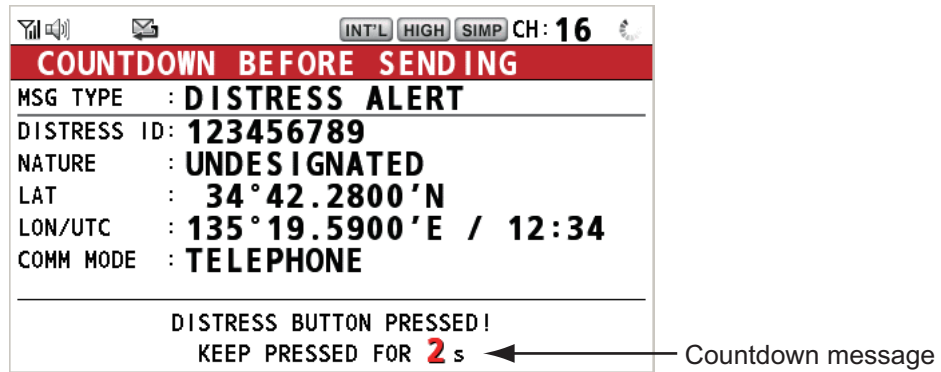 INT'L HIGH SIMP CH: 16
COUNTDOWN BEFORE SENDING
MSG TYPE : DISTRESS ALERT
DISTRESS ID: 123456789
NATURE : UNDESIGNATED
LAT : 34°42.2800'N
LON/UTC : 135°19.5900'E / 12:34
COMM MODE : TELEPHONE
DISTRESS BUTTON PRESSED!
KEEP PRESSED FOR 2 s
Countdown message